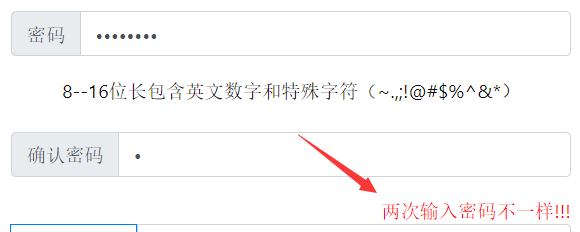 密码 ••••••••
8--16位长包含英文数字和特殊字符（~.,;!@#$%^&*）
确认密码 •
两次输入密码不一样!!!